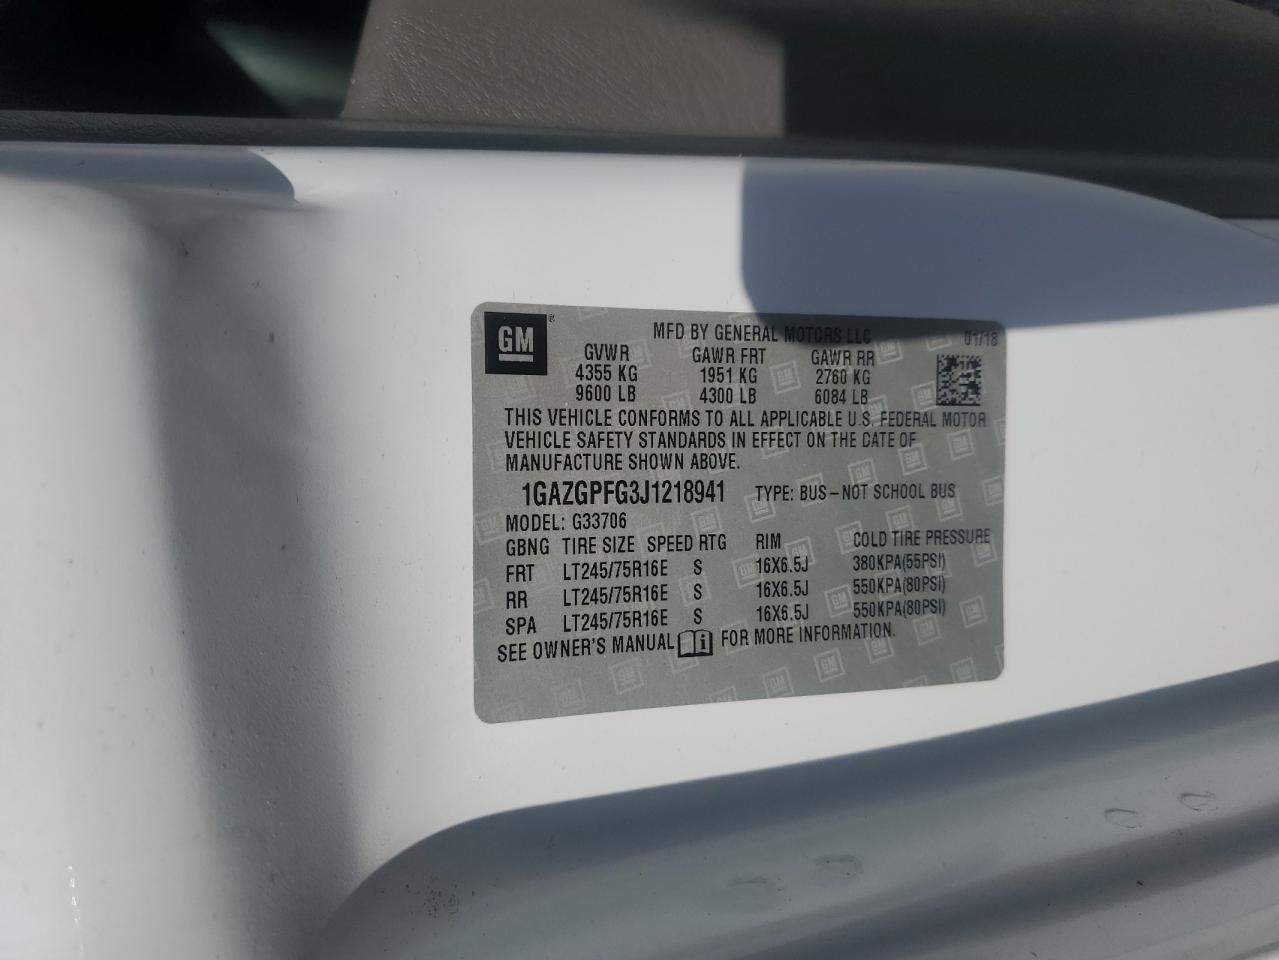 GM ® MFD BY GENERAL MOTORS LLC 01/18
GVWR GAWR FRT GAWR RR
4355 KG 1951 KG 2760 KG
9600 LB 4300 LB 6084 LB
THIS VEHICLE CONFORMS TO ALL APPLICABLE U.S. FEDERAL MOTOR
VEHICLE SAFETY STANDARDS IN EFFECT ON THE DATE OF
MANUFACTURE SHOWN ABOVE.
1GAZGPFG3J1218941 TYPE: BUS-NOT SCHOOL BUS
MODEL: G33706
GBNG TIRE SIZE SPEED RTG RIM COLD TIRE PRESSURE
FRT LT245/75R16E S 16X6.5J 380KPA(55PSI)
RR LT245/75R16E S 16X6.5J 550KPA(80PSI)
SPA LT245/75R16E S 16X6.5J 550KPA(80PSI)
SEE OWNER'S MANUAL i FOR MORE INFORMATION.